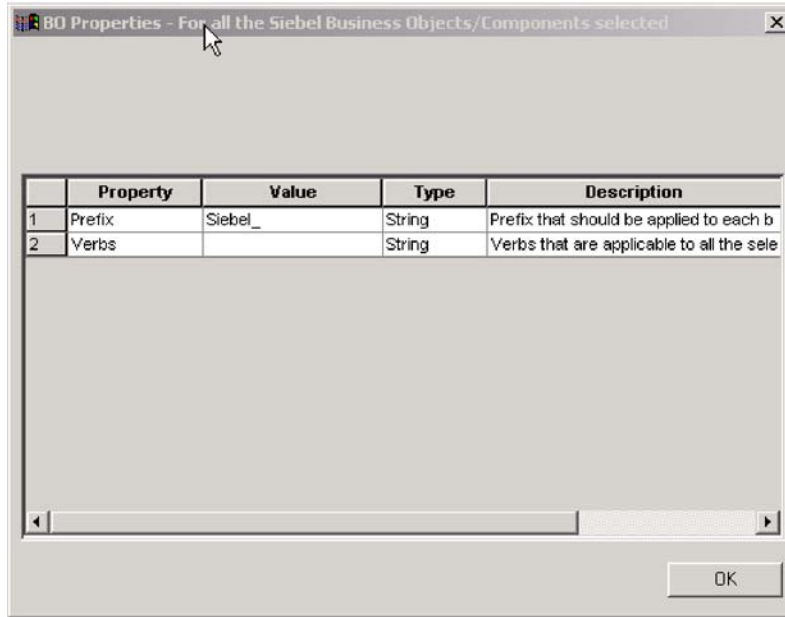 BO Properties - For all the Siebel Business Objects/Components selected
Property Value Type Description
1 Prefix Siebel_ String Prefix that should be applied to each b
2 Verbs String Verbs that are applicable to all the sele
OK